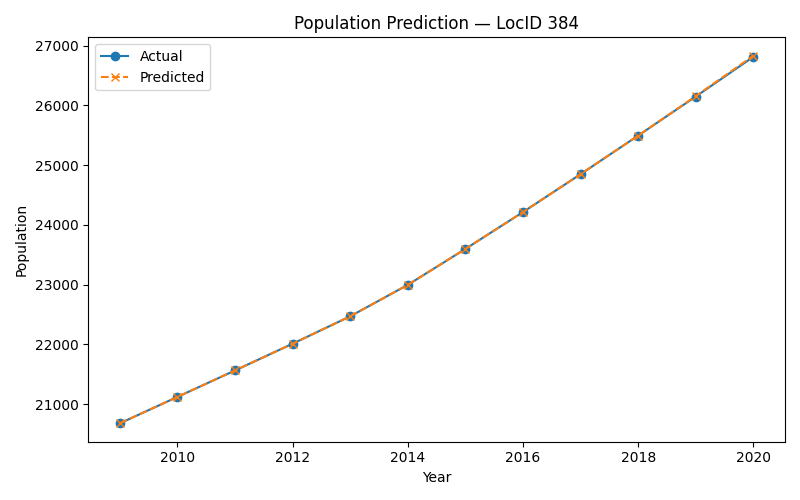 Population Prediction — LocID 384
Actual
Predicted
27000
26000
25000
24000
23000
22000
21000
Population
2010 2012 2014 2016 2018 2020
Year